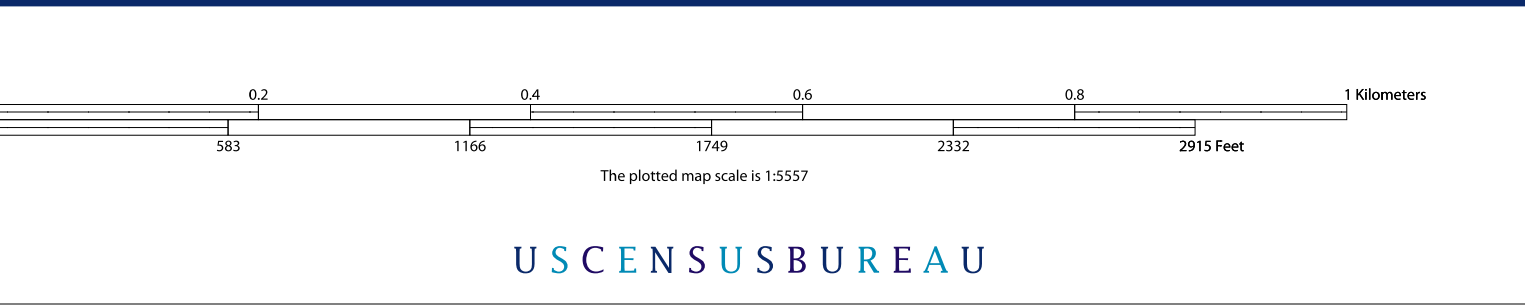 0.2 0.4 0.6 0.8 1 Kilometers
583 1166 1749 2332 2915 Feet
The plotted map scale is 1:5557
USCENSUSBUREAU